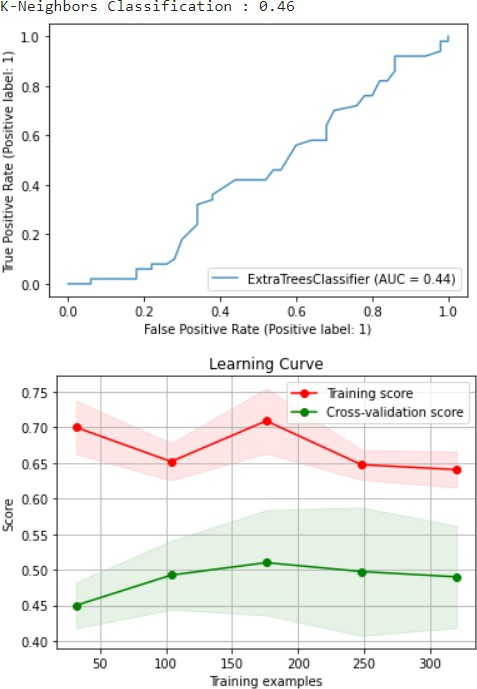 K-Neighbors Classification : 0.46
1.0
0.8
0.6
0.4
0.2
0.0
True Positive Rate (Positive label: 1)
ExtraTreesClassifier (AUC = 0.44)
0.0 0.2 0.4 0.6 0.8 1.0
False Positive Rate (Positive label: 1)
Learning Curve
0.75
0.70
0.65
0.60
0.55
0.50
0.45
0.40
Score
Training score
Cross-validation score
50 100 150 200 250 300
Training examples